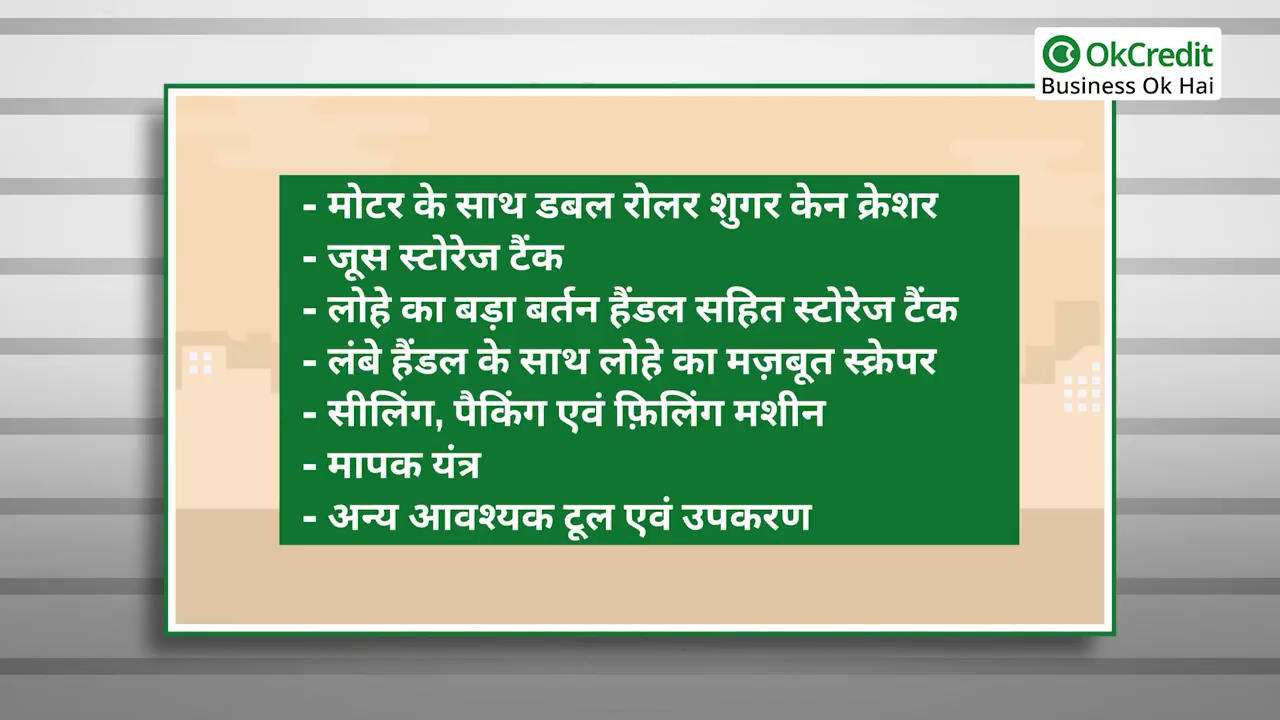 OkCredit
Business Ok Hai
- मोटर के साथ डबल रोलर शुगर केन क्रेशर
- जूस स्टोरेज टैंक
- लोहे का बड़ा बर्तन हैंडल सहित स्टोरेज टैंक
- लंबे हैंडल के साथ लोहे का मज़बूत स्क्रेपर
- सीलिंग, पैकिंग एवं फ़िलिंग मशीन
- मापक यंत्र
- अन्य आवश्यक टूल एवं उपकरण